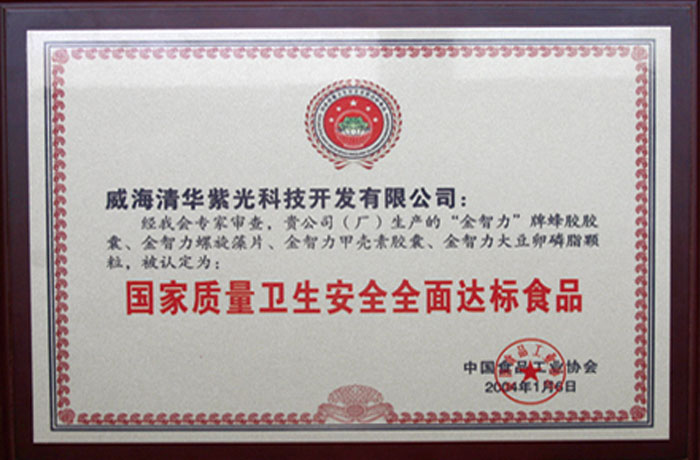 威海清华紫光科技开发有限公司：
经我会专家审查，贵公司（厂）生产的“金智力”牌蜂胶胶
囊、金智力螺旋藻片、金智力甲壳素胶囊、金智力大豆卵磷脂颗
粒，被认定为：
国家质量卫生安全全面达标食品
中国食品工业协会
2004年1月6日